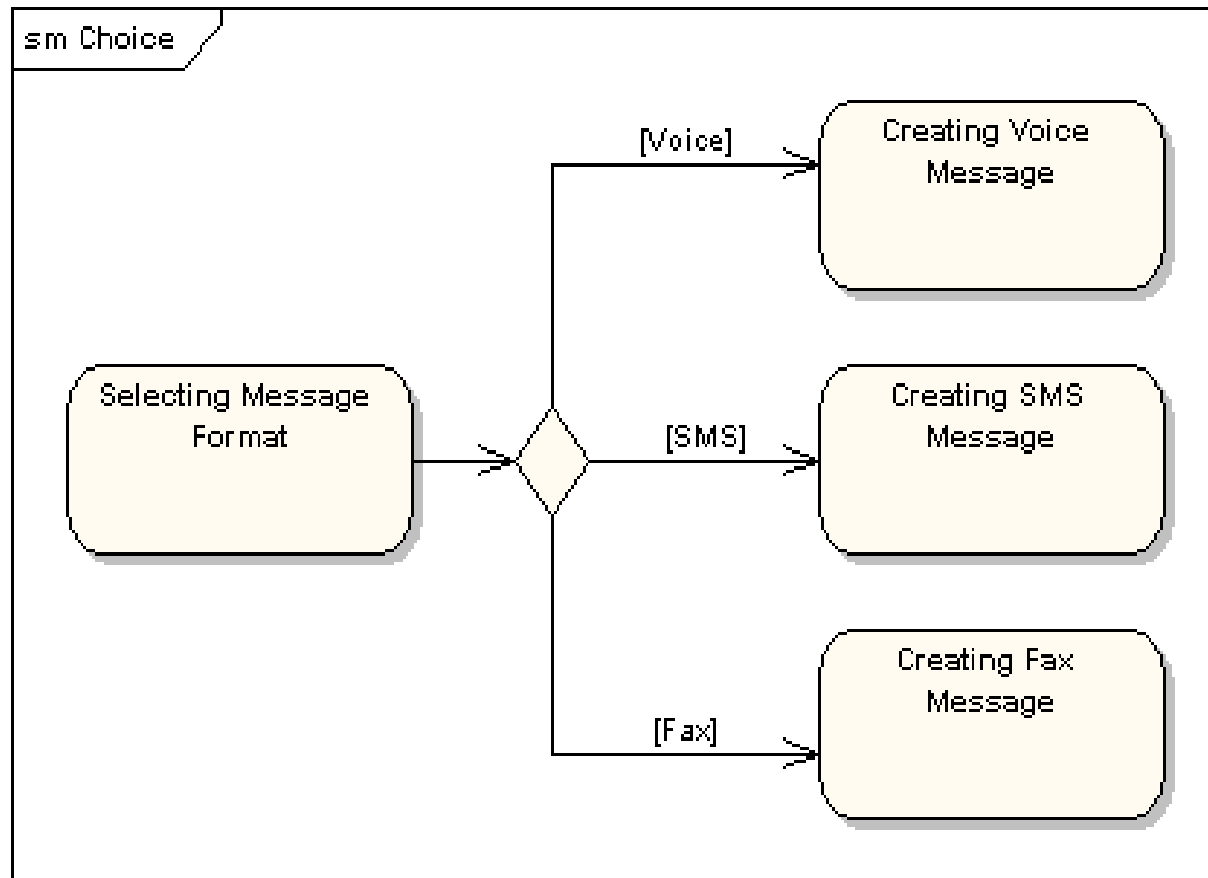 sm Choice
[Voice]
Creating Voice
Message
Selecting Message
Format
[SMS]
Creating SMS
Message
[Fax]
Creating Fax
Message